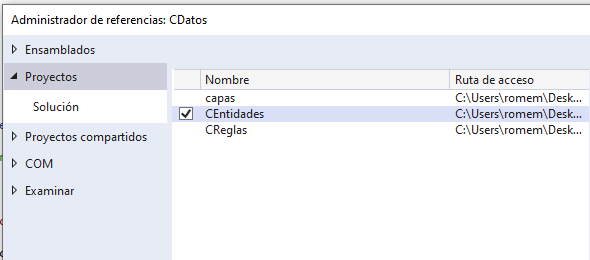 Administrador de referencias: CDatos
Ensamblados
Proyectos
Solución
Proyectos compartidos
COM
Examinar
Nombre Ruta de acceso
capas C:\Users\romem\Desk...
CEntidades C:\Users\romem\Desk...
CReglas C:\Users\romem\Desk...